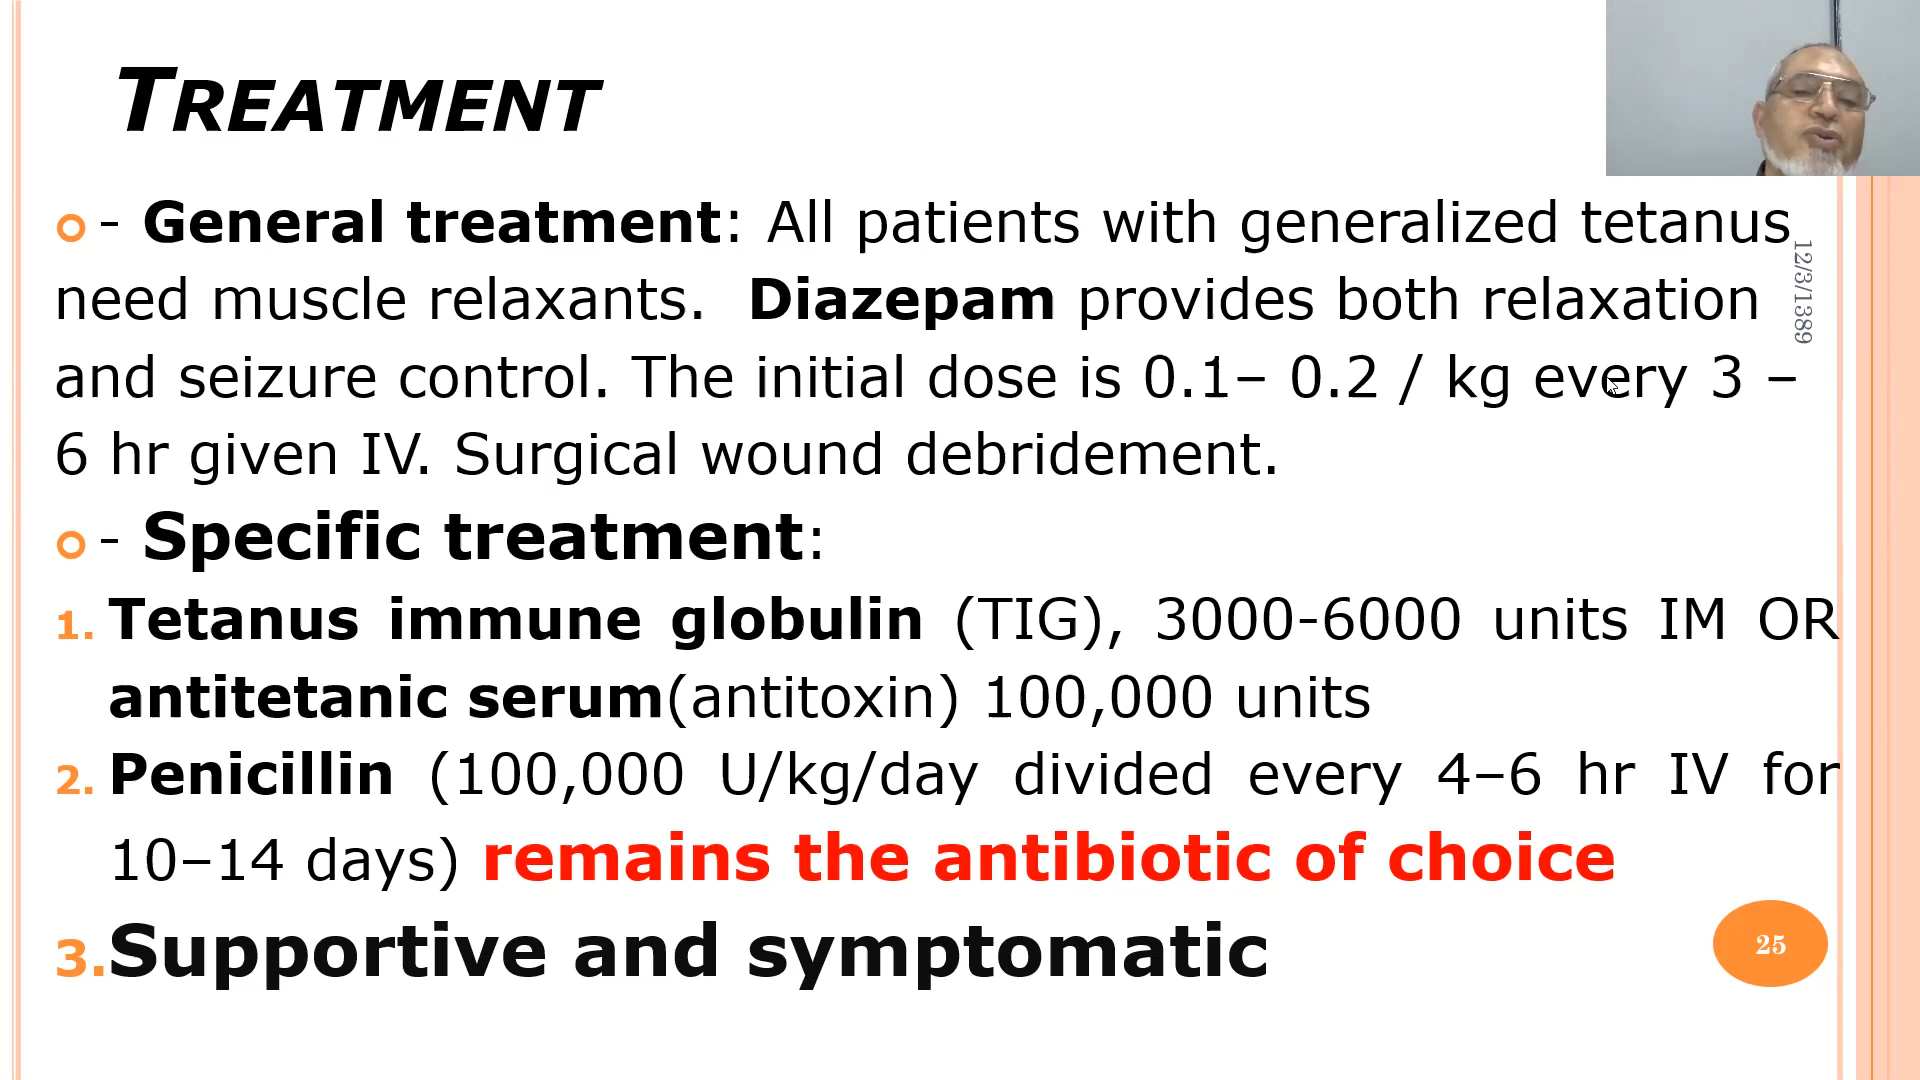 TREATMENT
- General treatment: All patients with generalized tetanus
need muscle relaxants. Diazepam provides both relaxation
and seizure control. The initial dose is 0.1– 0.2 / kg every 3 –
6 hr given IV. Surgical wound debridement.
- Specific treatment:
1. Tetanus immune globulin (TIG), 3000-6000 units IM OR
antitetanic serum(antitoxin) 100,000 units
2. Penicillin (100,000 U/kg/day divided every 4–6 hr IV for
10–14 days) remains the antibiotic of choice
3.Supportive and symptomatic
12/3/1389
25